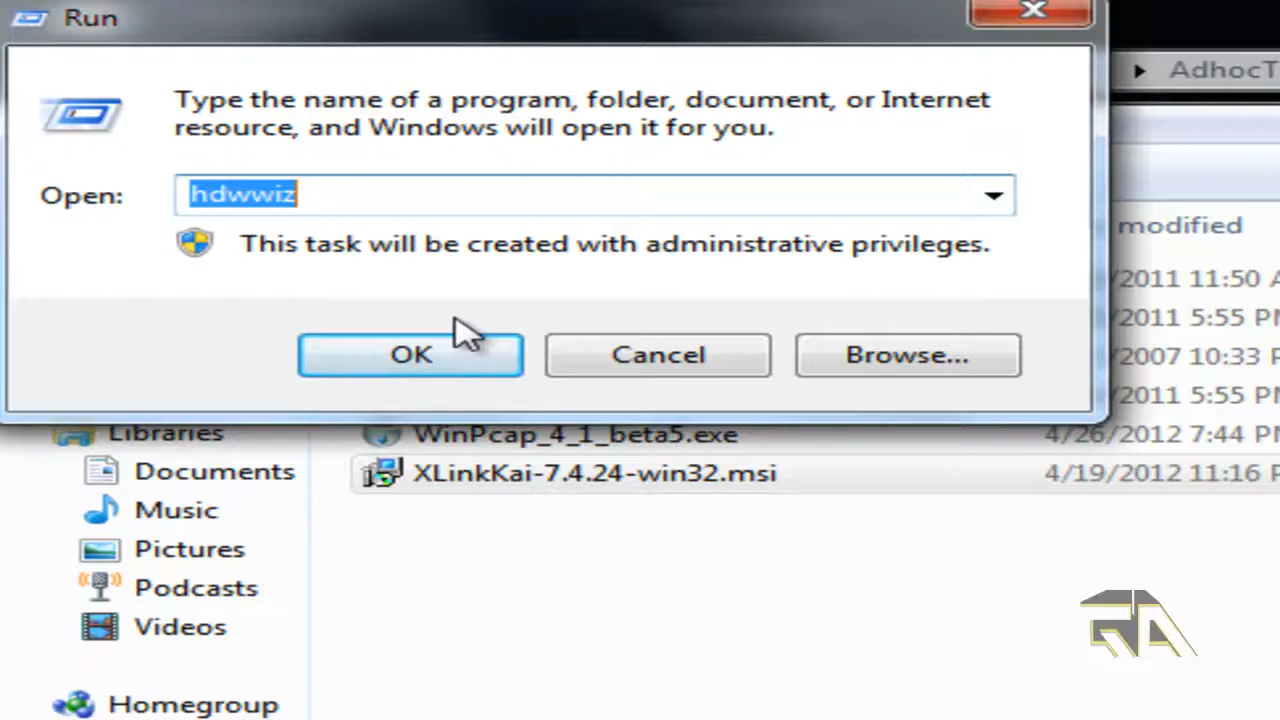 Run
AdhocT
Type the name of a program, folder, document, or Internet
resource, and Windows will open it for you.
Open: hdwwiz
This task will be created with administrative privileges.
OK Cancel Browse...
modified
/2011 11:50 A
/2011 5:55 PM
/2007 10:33 P
/2011 5:55 PM
Libraries
Documents
Music
Pictures
Podcasts
Videos
Homegroup
WinPcap_4_1_beta5.exe 4/26/2012 7:44 PM
XLinkKai-7.4.24-win32.msi 4/19/2012 11:16 P